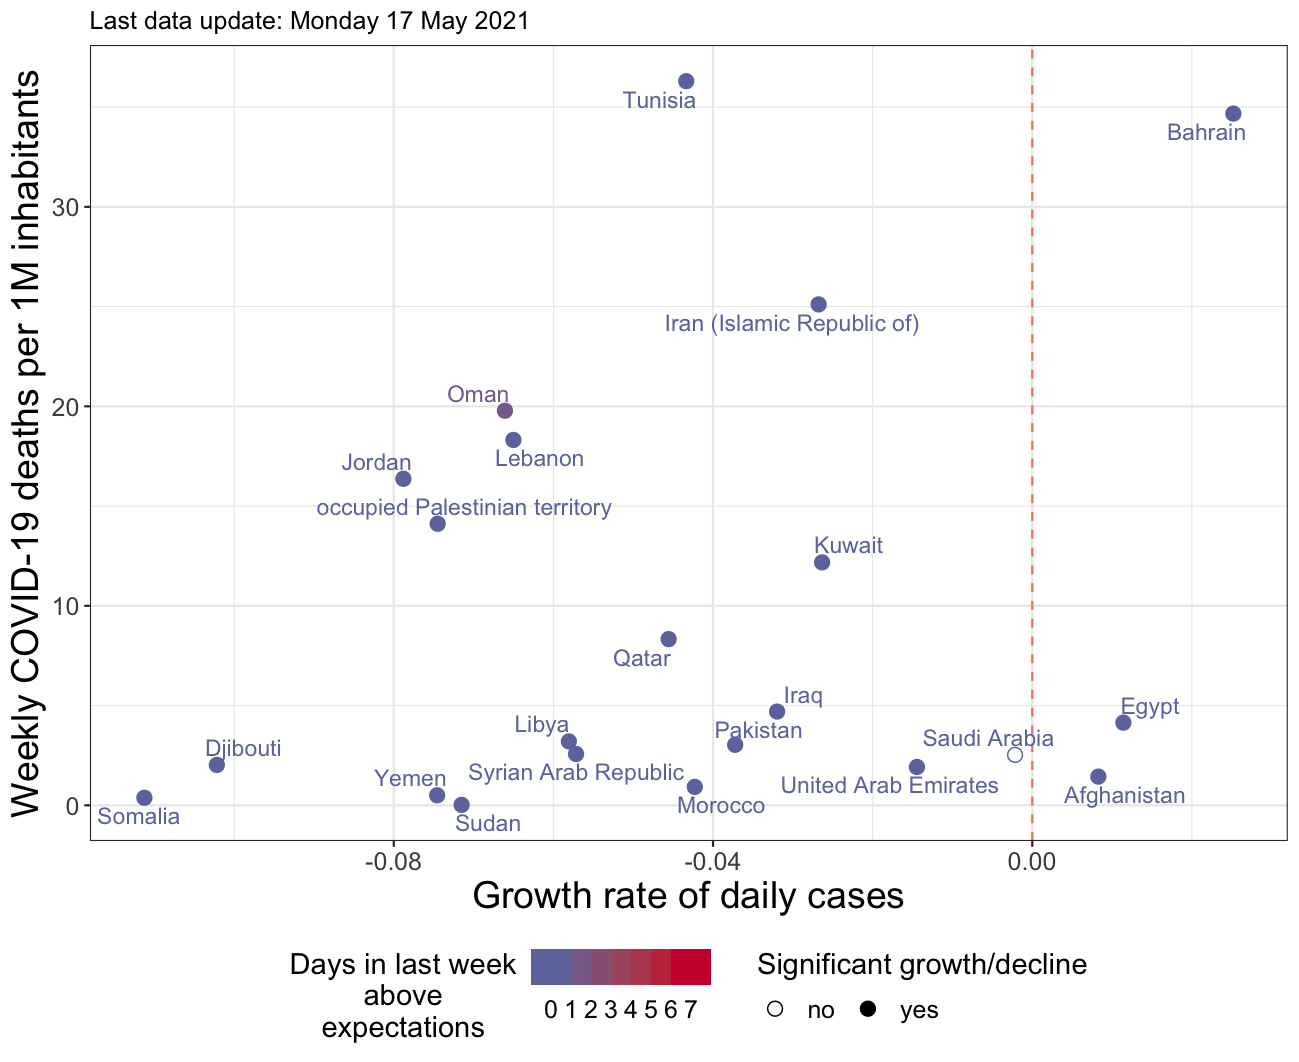 Last data update: Monday 17 May 2021
Weekly COVID-19 deaths per 1M inhabitants
Tunisia
Bahrain
30
Iran (Islamic Republic of)
Oman
20
Lebanon
Jordan
occupied Palestinian territory
Kuwait
10
Qatar
Iraq
Egypt
Libya
Pakistan
Saudi Arabia
Djibouti
Yemen
Syrian Arab Republic
United Arab Emirates
Afghanistan
0
Somalia
Sudan
Morocco
-0.08 -0.04 0.00
Growth rate of daily cases
Days in last week
above
expectations
0 1 2 3 4 5 6 7
Significant growth/decline
no yes